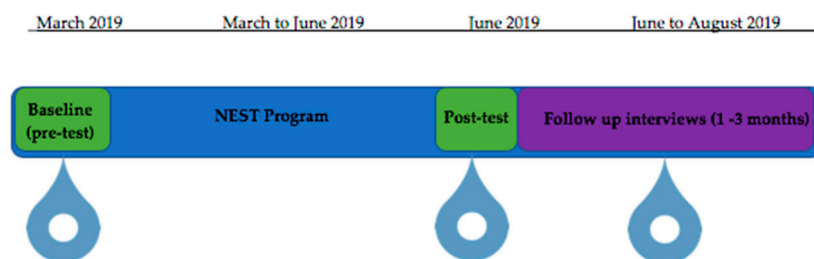 March 2019 March to June 2019 June 2019 June to August 2019
Baseline
(pre-test)
NEST Program
Post-test
Follow up interviews (1 -3 months)